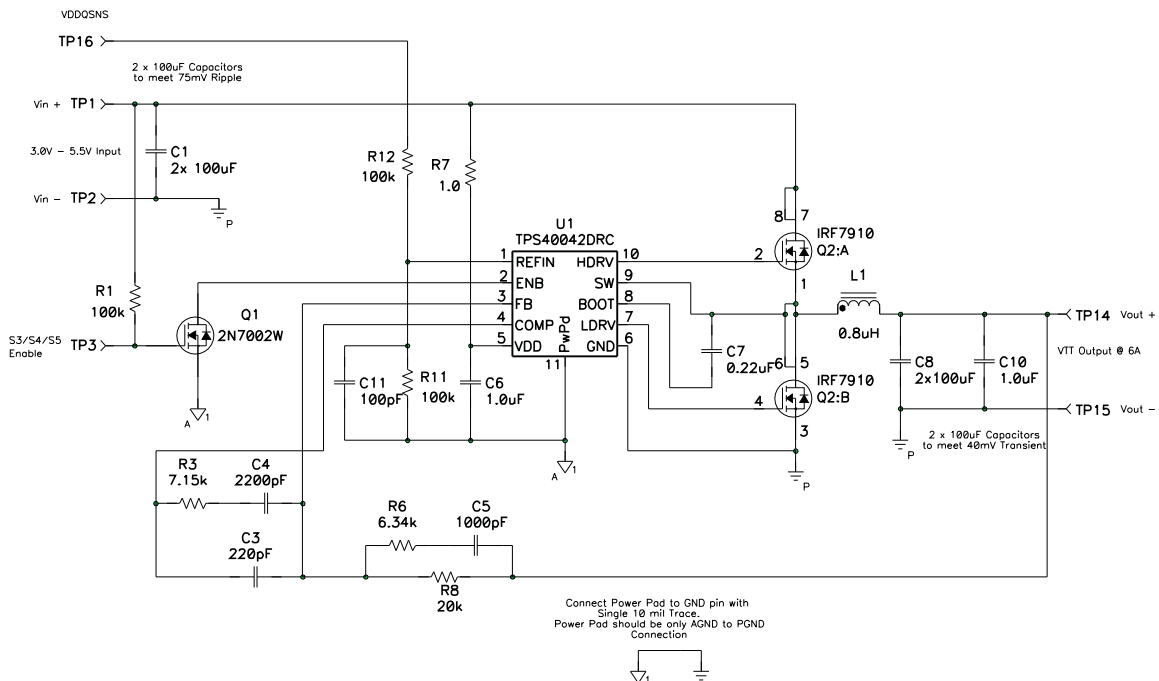 VDDQSNS
TP16
2 x 100uF Capacitors
to meet 75mV Ripple
Vin + TP1
3.0V – 5.5V Input
C1
2x 100uF
Vin – TP2
P
R12
100k
R7
1.0
U1
TPS40042DRC
1 REFIN
2 ENB
3 FB
4 COMP
5 VDD
HDRV 10
SW 9
BOOT 8
LDRV 7
GND 6
PwPd
11
8 7
IRF7910
Q2:A
2
1
L1
0.8uH
R1
100k
Q1
2N7002W
S3/S4/S5
Enable
TP3
A 1
C11
100pF
R11
100k
C6
1.0uF
A 1
C7
0.22uF
6 5
IRF7910
Q2:B
4
3
P
C8
2x100uF
C10
1.0uF
TP14 Vout +
VTT Output @ 6A
TP15 Vout –
P
2 x 100uF Capacitors
to meet 40mV Transient
R3
7.15k
C4
2200pF
C3
220pF
R6
6.34k
C5
1000pF
R8
20k
Connect Power Pad to GND pin with
Single 10 mil Trace.
Power Pad should be only AGND to PGND
Connection
1